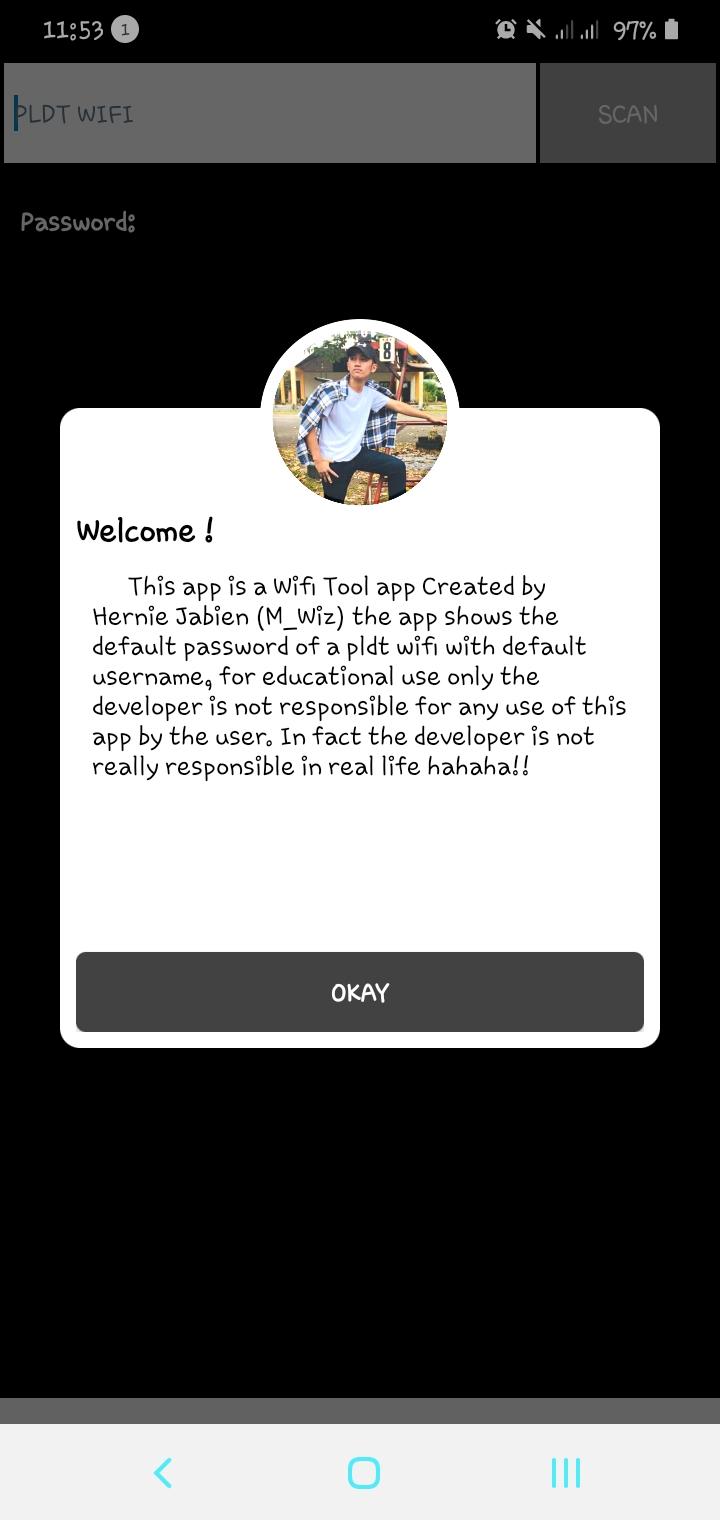 11:53 1 97%
PLDT WIFI SCAN
Password:
8
Welcome !
This app is a Wifi Tool app Created by
Hernie Jabien (M_Wiz) the app shows the
default password of a pldt wifi with default
username, for educational use only the
developer is not responsible for any use of this
app by the user. In fact the developer is not
really responsible in real life hahaha!!
OKAY